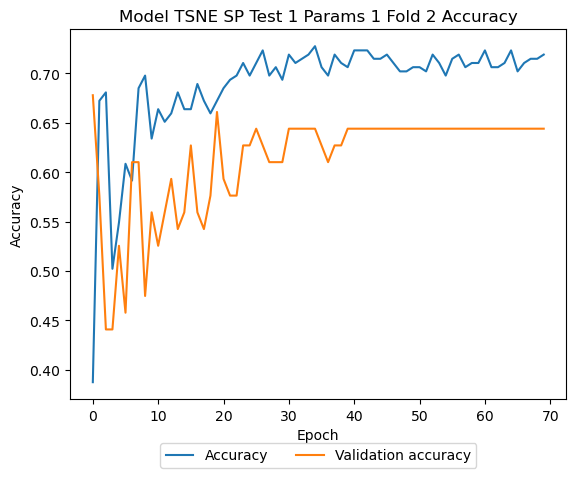 Model TSNE SP Test 1 Params 1 Fold 2 Accuracy
0.70
0.65
0.60
0.55
0.50
0.45
0.40
Accuracy
0 10 20 30 40 50 60 70
Epoch
Accuracy Validation accuracy